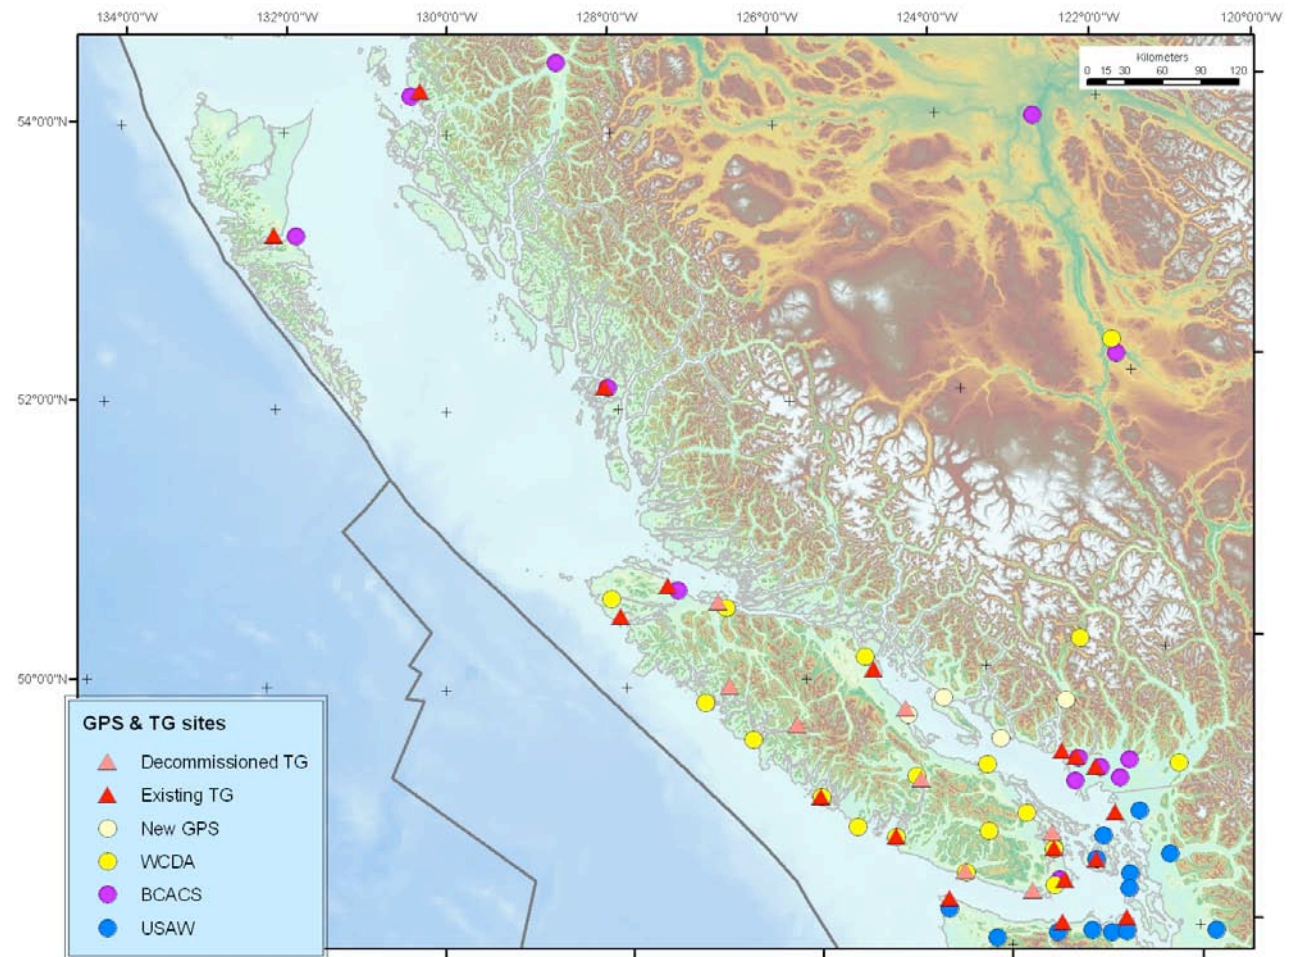 134°0'0"W 132°0'0"W 130°0'0"W 128°0'0"W 126°0'0"W 124°0'0"W 122°0'0"W 120°0'0"W
Kilometers
0 15 30 60 90 120
54°0'0"N
52°0'0"N
50°0'0"N
GPS & TG sites
Decommissioned TG
Existing TG
New GPS
WCDA
BCACS
USAW